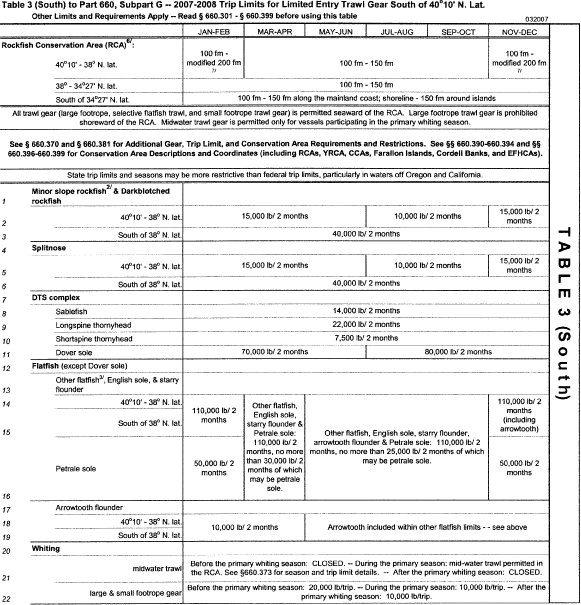 Table 3 (South) to Part 660, Subpart G -- 2007-2008 Trip Limits for Limited Entry Trawl Gear South of 40°10' N. Lat.
Other Limits and Requirements Apply -- Read § 660.301 - § 660.399 before using this table
032007
JAN-FEB MAR-APR MAY-JUN JUL-AUG SEP-OCT NOV-DEC
Rockfish Conservation Area (RCA)6/:
40°10' - 38° N. lat. 100 fm - modified 200 fm 7/ 100 fm - 150 fm 100 fm - modified 200 fm 7/
38° - 34°27' N. lat. 100 fm - 150 fm
South of 34°27' N. lat. 100 fm - 150 fm along the mainland coast; shoreline - 150 fm around islands
All trawl gear (large footrope, selective flatfish trawl, and small footrope trawl gear) is permitted seaward of the RCA. Large footrope trawl gear is prohibited
shoreward of the RCA. Midwater trawl gear is permitted only for vessels participating in the primary whiting season.
See § 660.370 and § 660.381 for Additional Gear, Trip Limit, and Conservation Area Requirements and Restrictions. See §§ 660.390-660.394 and §§
660.396-660.399 for Conservation Area Descriptions and Coordinates (including RCAs, YRCA, CCAs, Farallon Islands, Cordell Banks, and EFHCAs).
State trip limits and seasons may be more restrictive than federal trip limits, particularly in waters off Oregon and California.
1 Minor slope rockfish2/ & Darkblotched rockfish
2 40°10' - 38° N. lat. 15,000 lb/ 2 months 10,000 lb/ 2 months 15,000 lb/ 2 months
3 South of 38° N. lat. 40,000 lb/ 2 months
4 Splitnose
5 40°10' - 38° N. lat. 15,000 lb/ 2 months 10,000 lb/ 2 months 15,000 lb/ 2 months
6 South of 38° N. lat. 40,000 lb/ 2 months
7 DTS complex
8 Sablefish 14,000 lb/ 2 months
9 Longspine thornyhead 22,000 lb/ 2 months
10 Shortspine thornyhead 7,500 lb/ 2 months
11 Dover sole 70,000 lb/ 2 months 80,000 lb/ 2 months
12 Flatfish (except Dover sole)
13 Other flatfish3/, English sole, & starry flounder
14 40°10' - 38° N. lat.
15 South of 38° N. lat.
110,000 lb/ 2 months
Other flatfish, English sole, starry flounder & Petrale sole: 110,000 lb/ 2 months, no more than 30,000 lb/ 2 months of which may be petrale sole.
Other flatfish, English sole, starry flounder, arrowtooth flounder & Petrale sole: 110,000 lb/ 2 months, no more than 25,000 lb/ 2 months of which may be petrale sole.
110,000 lb/ 2 months (including arrowtooth)
16 Petrale sole 50,000 lb/ 2 months 50,000 lb/ 2 months
17 Arrowtooth flounder
18 40°10' - 38° N. lat.
19 South of 38° N. lat.
10,000 lb/ 2 months Arrowtooth included within other flatfish limits - - see above
20 Whiting
21 midwater trawl Before the primary whiting season: CLOSED. -- During the primary season: mid-water trawl permitted in the RCA. See §660.373 for season and trip limit details. -- After the primary whiting season: CLOSED.
22 large & small footrope gear Before the primary whiting season: 20,000 lb/trip. -- During the primary season: 10,000 lb/trip. -- After the primary whiting season: 10,000 lb/trip.
TABLE 3 (South)